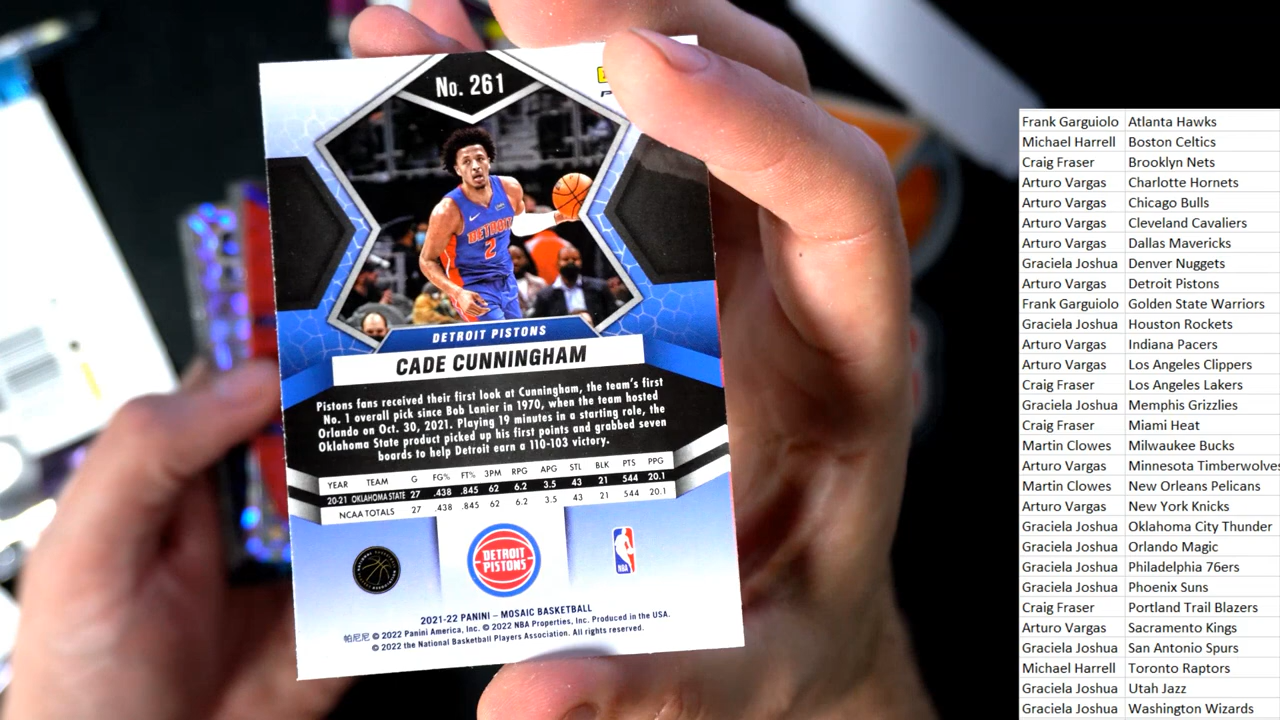 No. 261
DETROIT
2
DETROIT PISTONS
CADE CUNNINGHAM
Pistons fans received their first look at Cunningham, the team's first
No. 1 overall pick since Bob Lanier in 1970, when the team hosted
Orlando on Oct. 30, 2021. Playing 19 minutes in a starting role, the
Oklahoma State product picked up his first points and grabbed seven
boards to help Detroit earn a 110-103 victory.
YEAR TEAM G FG% FT% 3PM RPG APG STL BLK PTS PPG
20-21 OKLAHOMA STATE 27 .438 .845 62 6.2 3.5 43 21 544 20.1
NCAA TOTALS 27 .438 .845 62 6.2 3.5 43 21 544 20.1
DETROIT
PISTONS
NBA
2021-22 PANINI – MOSAIC BASKETBALL
帕尼尼 © 2022 Panini America, Inc. © 2022 NBA Properties, Inc. Produced in the USA.
© 2022 the National Basketball Players Association. All rights reserved.
Frank Garguiolo Atlanta Hawks
Michael Harrell Boston Celtics
Craig Fraser Brooklyn Nets
Arturo Vargas Charlotte Hornets
Arturo Vargas Chicago Bulls
Arturo Vargas Cleveland Cavaliers
Arturo Vargas Dallas Mavericks
Graciela Joshua Denver Nuggets
Arturo Vargas Detroit Pistons
Frank Garguiolo Golden State Warriors
Graciela Joshua Houston Rockets
Arturo Vargas Indiana Pacers
Arturo Vargas Los Angeles Clippers
Craig Fraser Los Angeles Lakers
Graciela Joshua Memphis Grizzlies
Craig Fraser Miami Heat
Martin Clowes Milwaukee Bucks
Arturo Vargas Minnesota Timberwolves
Martin Clowes New Orleans Pelicans
Arturo Vargas New York Knicks
Graciela Joshua Oklahoma City Thunder
Graciela Joshua Orlando Magic
Graciela Joshua Philadelphia 76ers
Graciela Joshua Phoenix Suns
Craig Fraser Portland Trail Blazers
Arturo Vargas Sacramento Kings
Graciela Joshua San Antonio Spurs
Michael Harrell Toronto Raptors
Graciela Joshua Utah Jazz
Graciela Joshua Washington Wizards